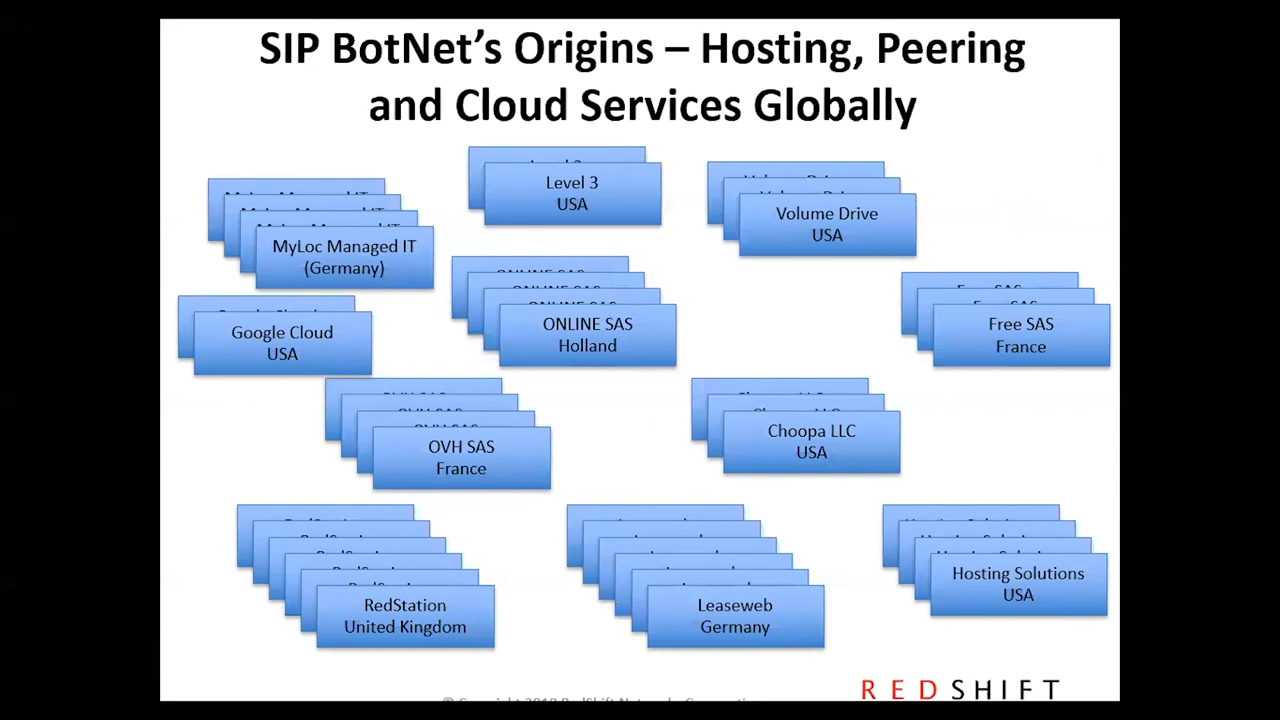 SIP BotNet's Origins – Hosting, Peering
and Cloud Services Globally
Level 3
USA
Volume Drive
USA
MyLoc Managed IT
(Germany)
ONLINE SAS
Holland
Free SAS
France
Google Cloud
USA
OVH SAS
France
Choopa LLC
USA
RedStation
United Kingdom
Leaseweb
Germany
Hosting Solutions
USA
REDSHIFT